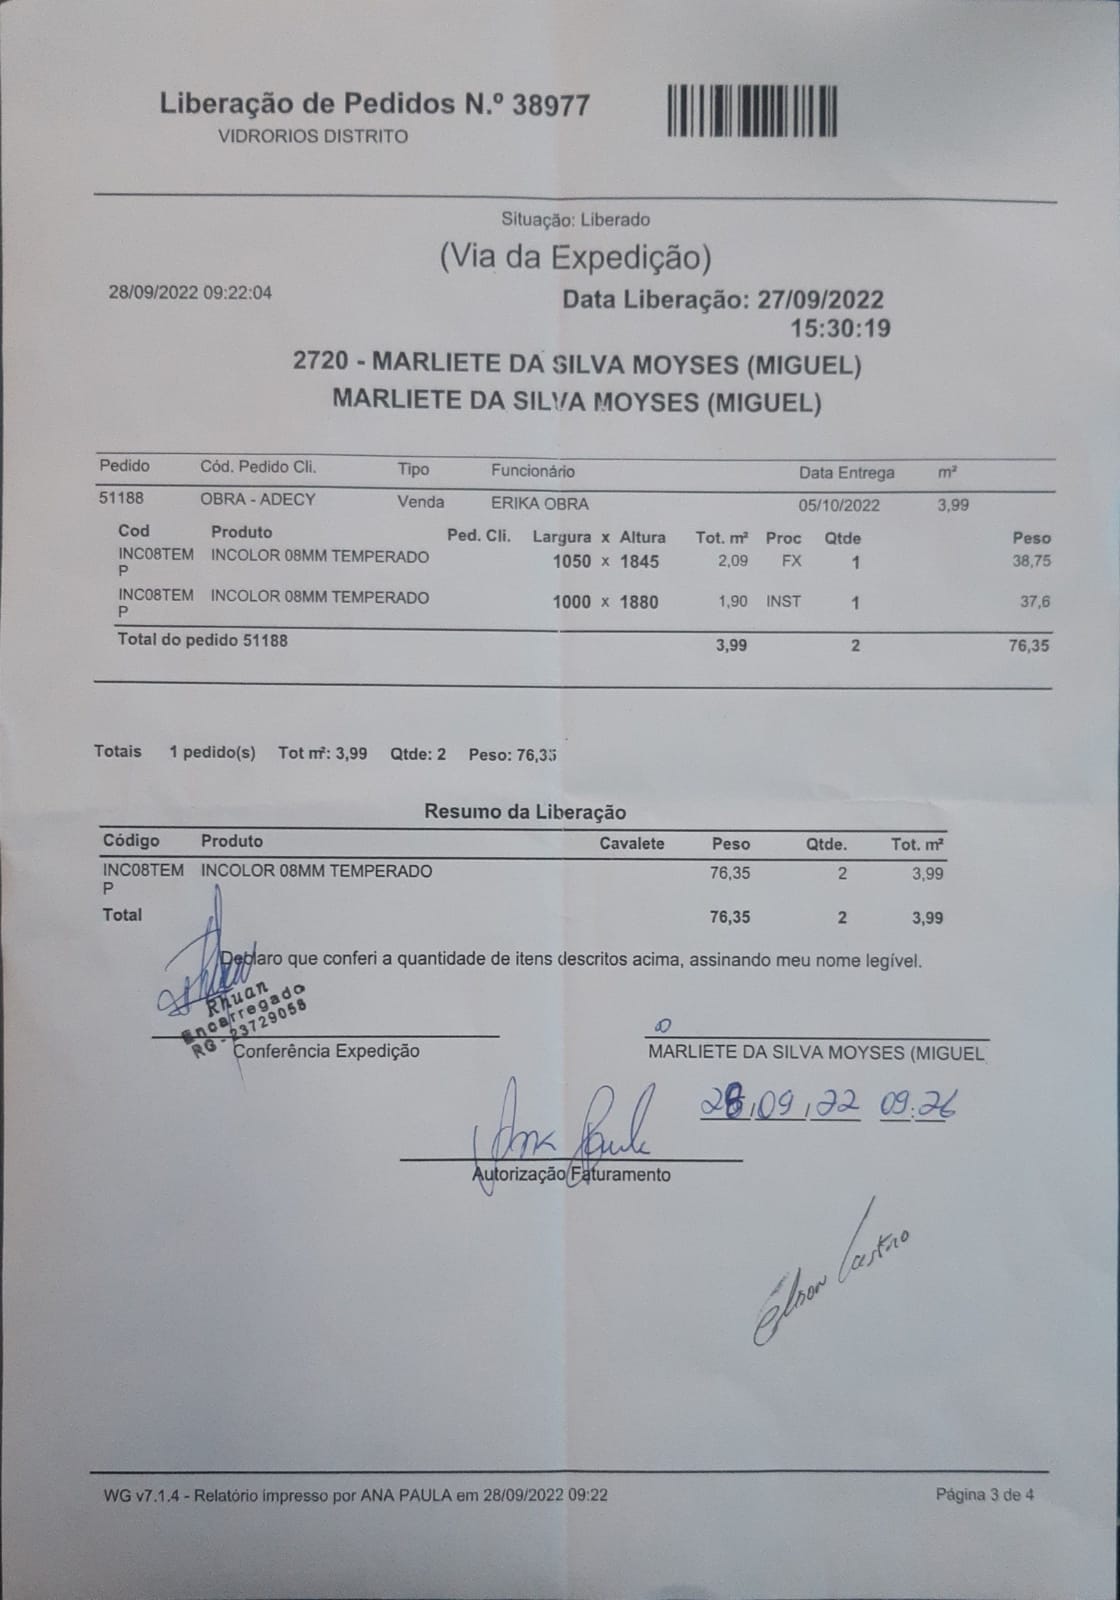 Liberação de Pedidos N.º 38977
VIDRORIOS DISTRITO
Situação: Liberado
(Via da Expedição)
28/09/2022 09:22:04
Data Liberação: 27/09/2022
15:30:19
2720 - MARLIETE DA SILVA MOYSES (MIGUEL)
MARLIETE DA SILVA MOYSES (MIGUEL)
Pedido Cód. Pedido Cli. Tipo Funcionário Data Entrega m²
51188 OBRA - ADECY Venda ERIKA OBRA 05/10/2022 3,99
Cod Produto Ped. Cli. Largura x Altura Tot. m² Proc Qtde Peso
INC08TEM INCOLOR 08MM TEMPERADO 1050 x 1845 2,09 FX 1 38,75
P
INC08TEM INCOLOR 08MM TEMPERADO 1000 x 1880 1,90 INST 1 37,6
P
Total do pedido 51188 3,99 2 76,35
Totais 1 pedido(s) Tot m²: 3,99 Qtde: 2 Peso: 76,35
Resumo da Liberação
Código Produto Cavalete Peso Qtde. Tot. m²
INC08TEM INCOLOR 08MM TEMPERADO 76,35 2 3,99
P
Total 76,35 2 3,99
Declaro que conferi a quantidade de itens descritos acima, assinando meu nome legível.
Rhuan
Encarregado
RG - 23729058
Conferência Expedição
MARLIETE DA SILVA MOYSES (MIGUEL
28/09/22 09:26
Ana Paula
Autorização Faturamento
Elson Castro
WG v7.1.4 - Relatório impresso por ANA PAULA em 28/09/2022 09:22
Página 3 de 4